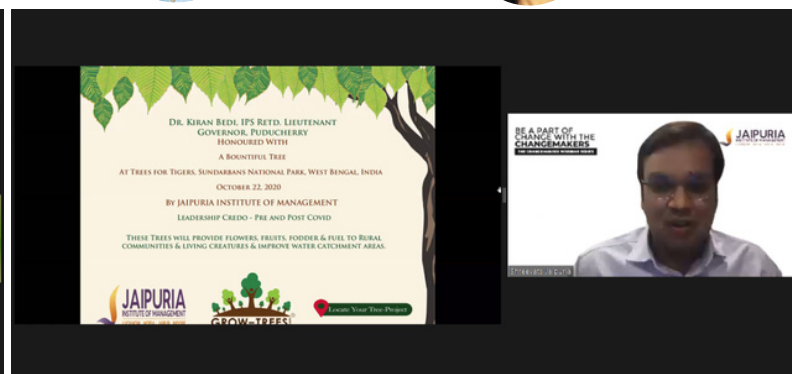 DR. KIRAN BEDI, IPS RETD. LIEUTENANT
GOVERNOR, PUDUCHERRY
HONOURED WITH
A BOUNTIFUL TREE
AT TREES FOR TIGERS, SUNDARBANS NATIONAL PARK, WEST BENGAL, INDIA
OCTOBER 22, 2020
BY JAIPURIA INSTITUTE OF MANAGEMENT
LEADERSHIP CREDO - PRE AND POST COVID
THESE TREES WILL PROVIDE FLOWERS, FRUITS, FODDER & FUEL TO RURAL
COMMUNITIES & LIVING CREATURES & IMPROVE WATER CATCHMENT AREAS.
JAIPURIA
INSTITUTE OF MANAGEMENT
GROW-TREES
Locate Your Tree-Project
BE A PART OF
CHANGE WITH THE
CHANGEMAKERS
JAIPURIA
INSTITUTE OF MANAGEMENT
Shreevats Jaipuria